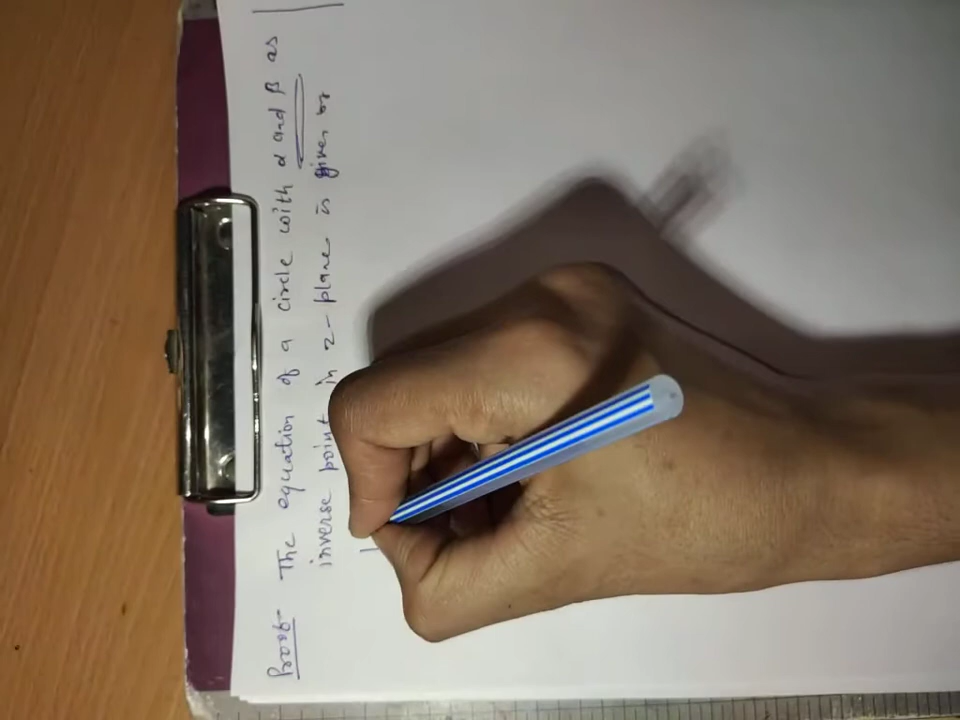 Proof- The equation of a circle with α and β as
inverse point in z-plane is given by